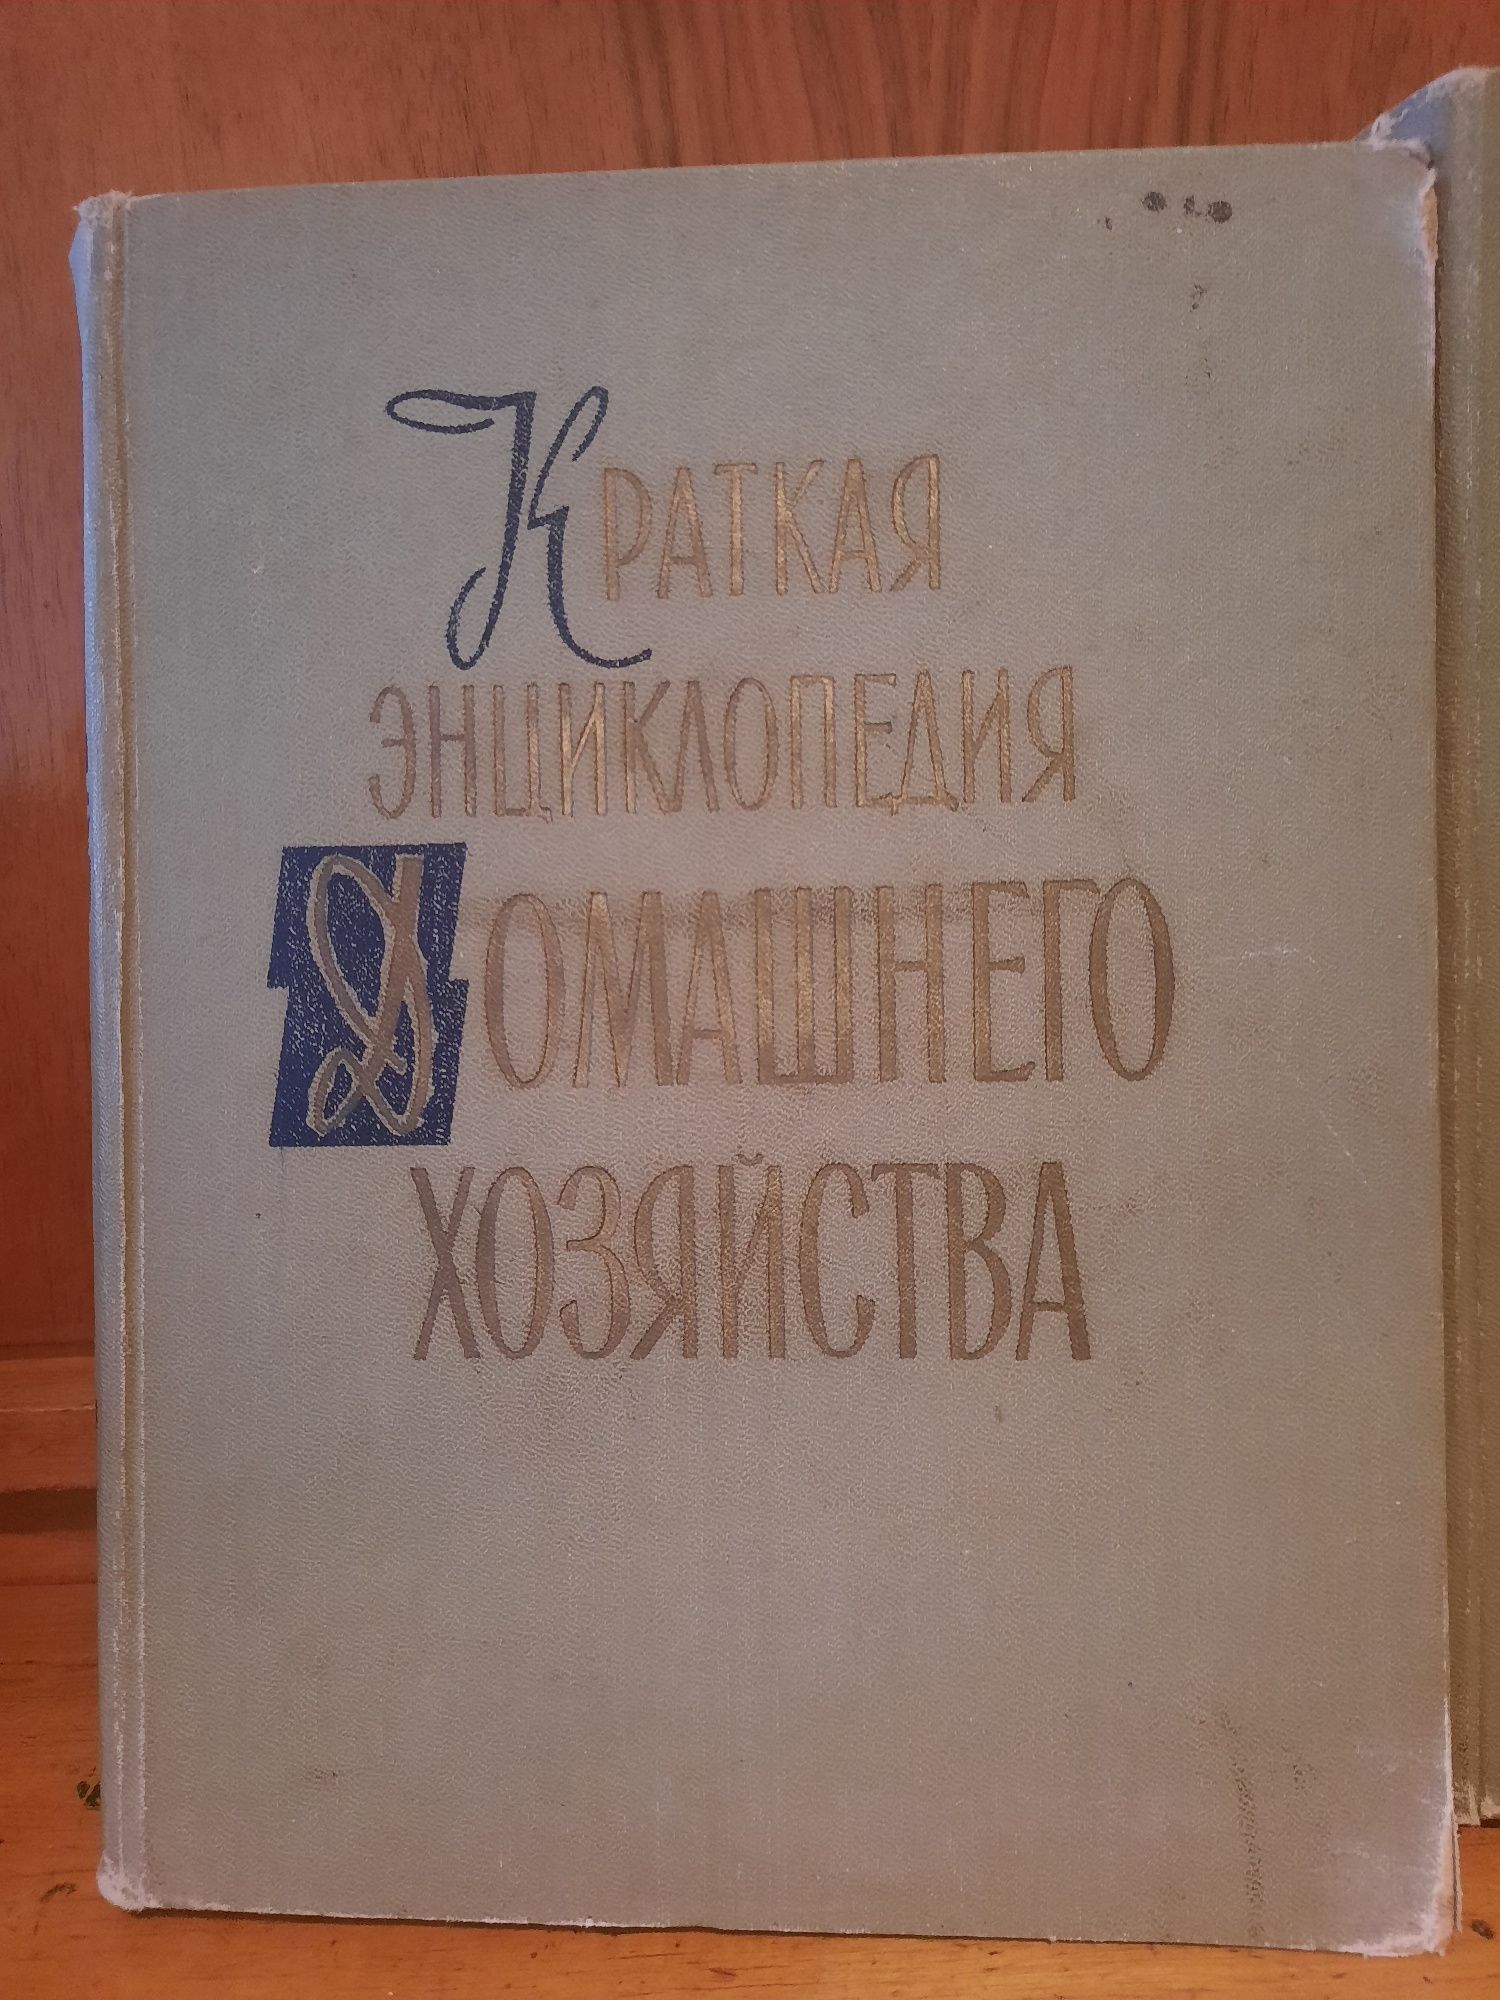 Краткая
энциклопедия
Домашнего
хозяйства